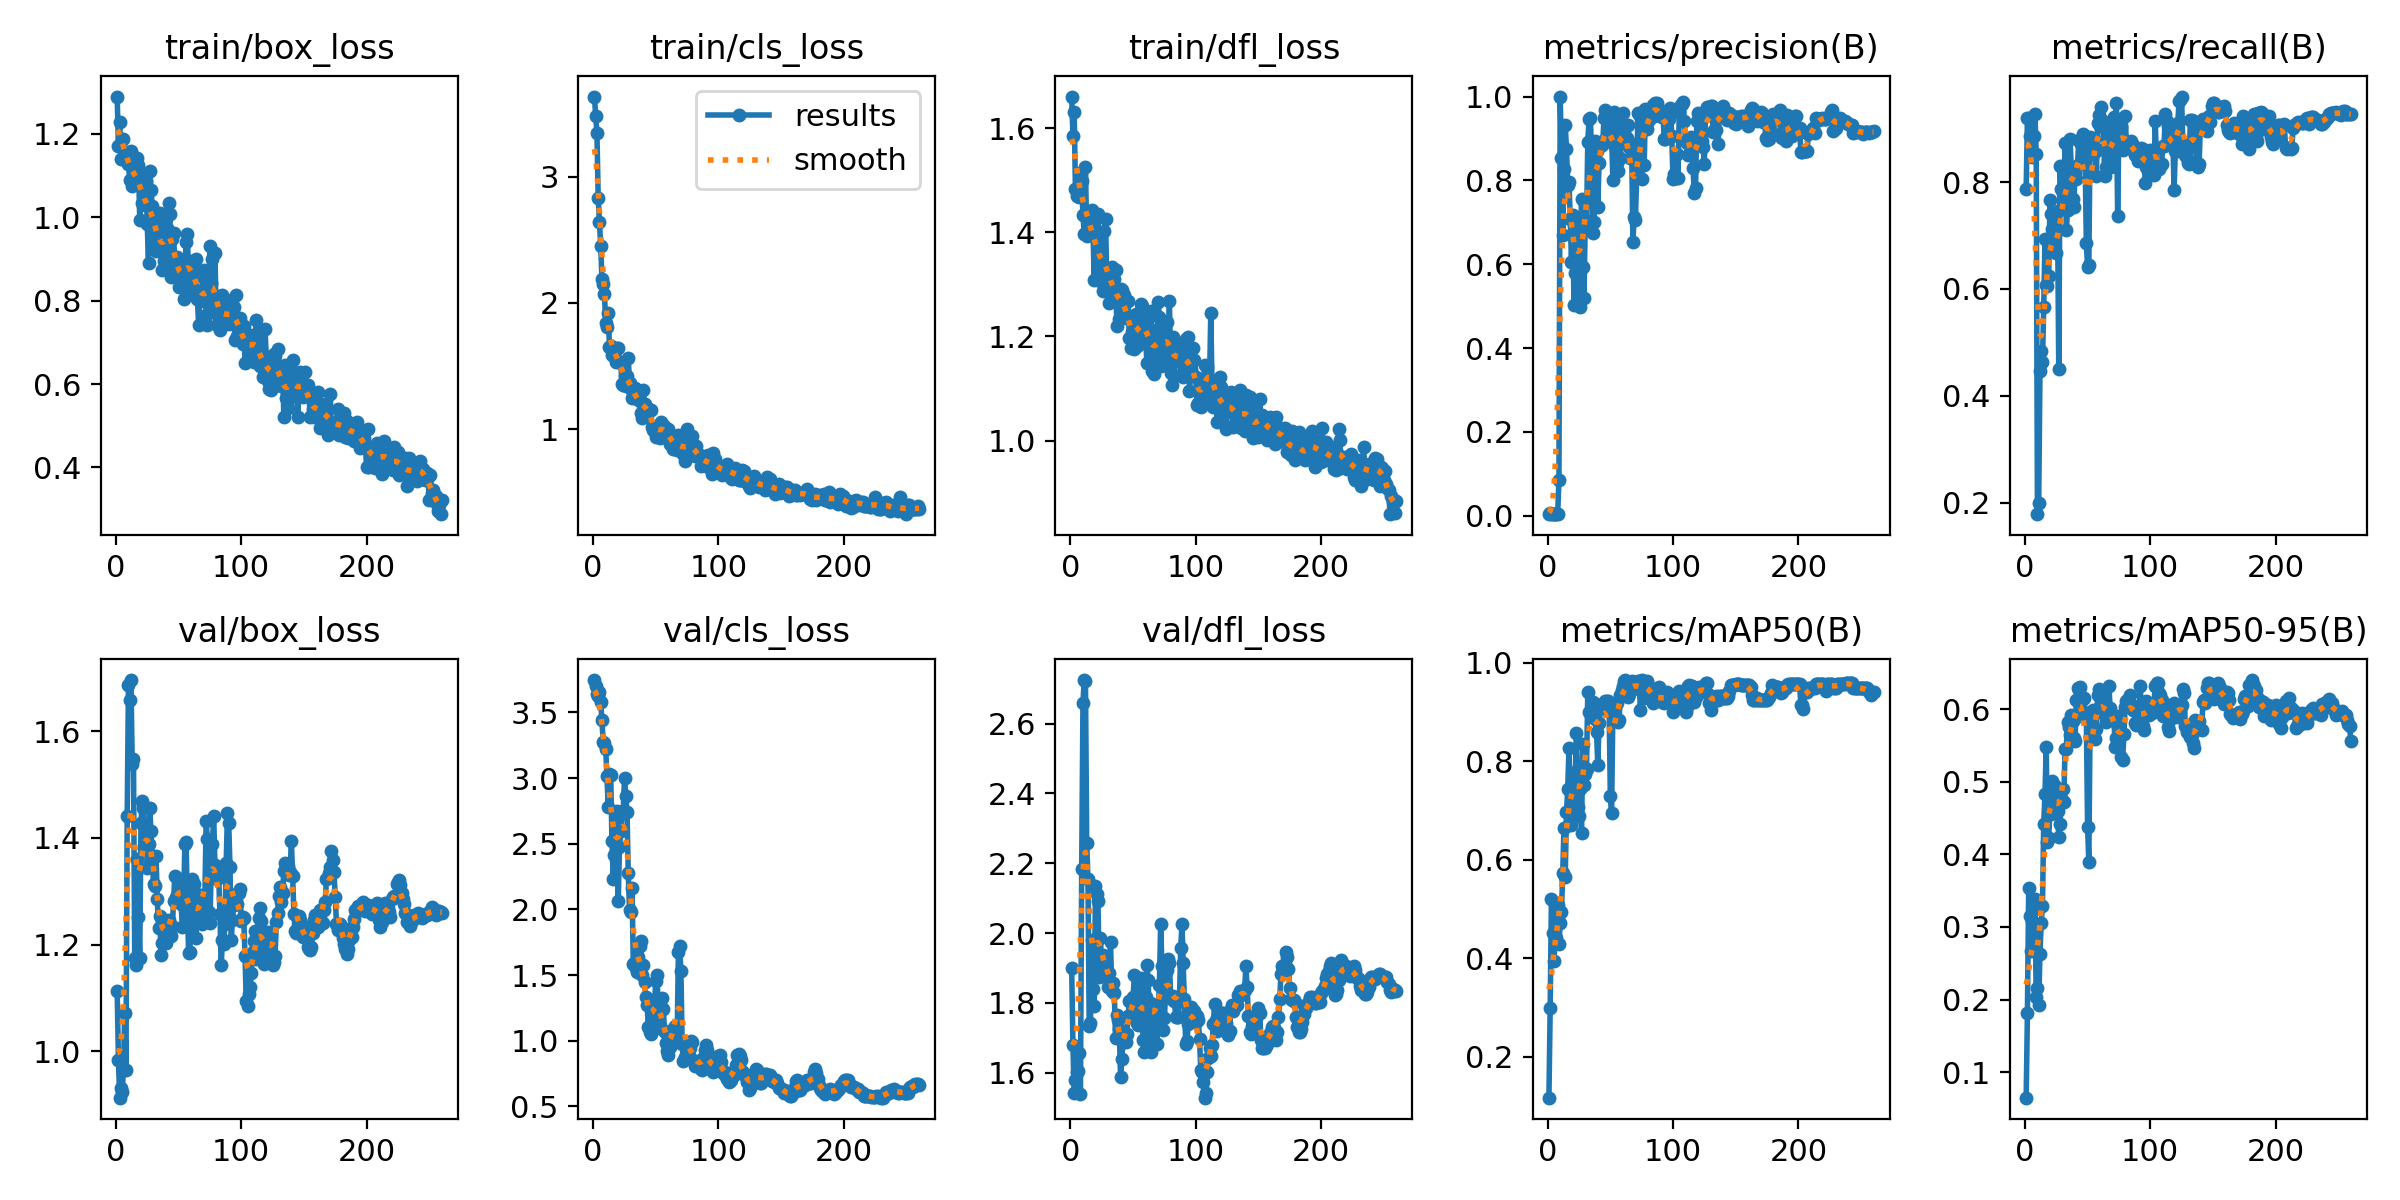 train/box_loss
1.2
1.0
0.8
0.6
0.4
0 100 200
train/cls_loss
results
smooth
3
2
1
0 100 200
train/dfl_loss
1.6
1.4
1.2
1.0
0 100 200
metrics/precision(B)
1.0
0.8
0.6
0.4
0.2
0.0
0 100 200
metrics/recall(B)
0.8
0.6
0.4
0.2
0 100 200
val/box_loss
1.6
1.4
1.2
1.0
0 100 200
val/cls_loss
3.5
3.0
2.5
2.0
1.5
1.0
0.5
0 100 200
val/dfl_loss
2.6
2.4
2.2
2.0
1.8
1.6
0 100 200
metrics/mAP50(B)
1.0
0.8
0.6
0.4
0.2
0 100 200
metrics/mAP50-95(B)
0.6
0.5
0.4
0.3
0.2
0.1
0 100 200